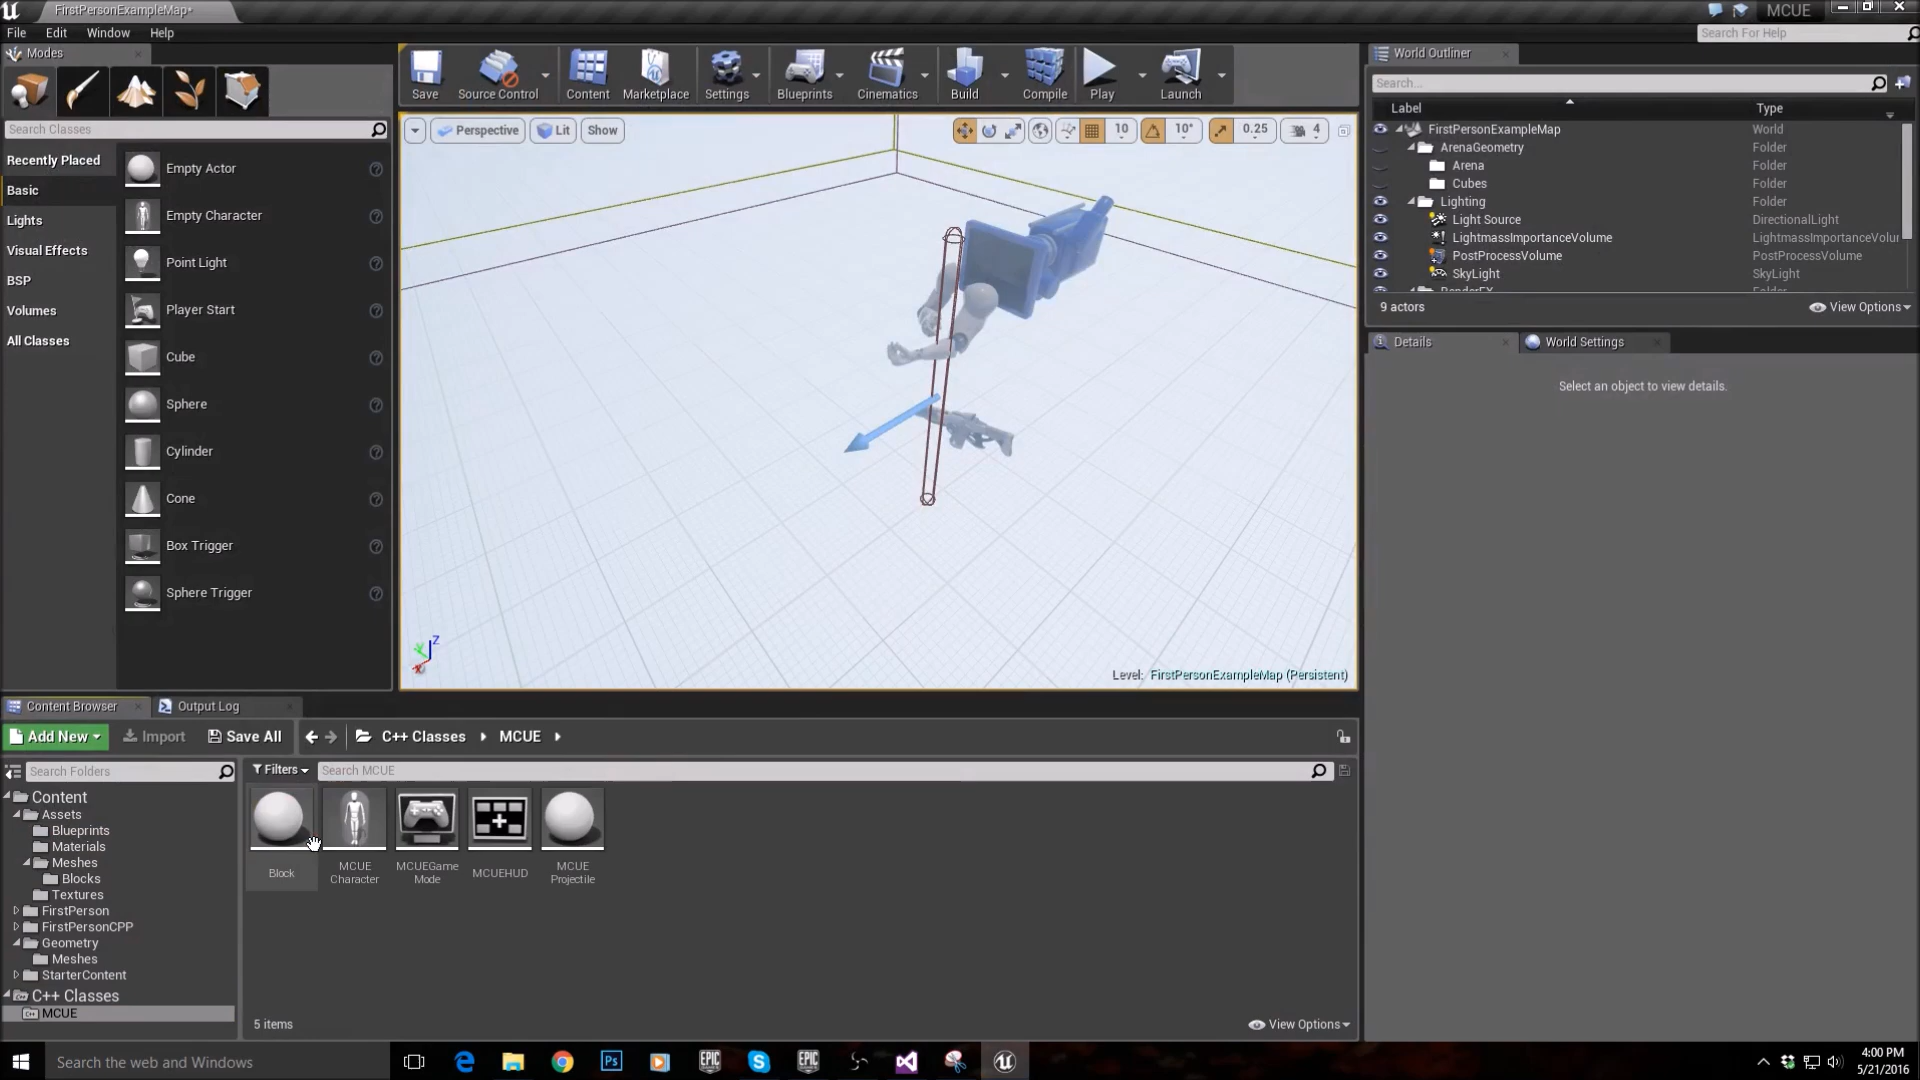 FirstPersonExampleMap*
MCUE
File Edit Window Help
Search For Help
Modes
Save
Source Control
Content
Marketplace
Settings
Blueprints
Cinematics
Build
Compile
Play
Launch
World Outliner
Search...
Label
Type
Search Classes
Recently Placed
Basic
Lights
Visual Effects
BSP
Volumes
All Classes
Empty Actor
Empty Character
Point Light
Player Start
Cube
Sphere
Cylinder
Cone
Box Trigger
Sphere Trigger
Perspective
Lit
Show
10
10°
0.25
4
Z
X
Level: FirstPersonExampleMap (Persistent)
FirstPersonExampleMap World
ArenaGeometry Folder
Arena Folder
Cubes Folder
Lighting Folder
Light Source DirectionalLight
LightmassImportanceVolume LightmassImportanceVolur
PostProcessVolume PostProcessVolume
SkyLight SkyLight
9 actors
View Options
Details
World Settings
Select an object to view details.
Content Browser
Output Log
Add New
Import
Save All
C++ Classes
MCUE
Search Folders
Filters
Search MCUE
Content
Assets
Blueprints
Materials
Meshes
Blocks
Textures
FirstPerson
FirstPersonCPP
Geometry
Meshes
StarterContent
C++ Classes
MCUE
Block
MCUE
Character
MCUEGame
Mode
MCUEHUD
MCUE
Projectile
5 items
View Options
Search the web and Windows
Ps
EPIC
EPIC
4:00 PM
5/21/2016